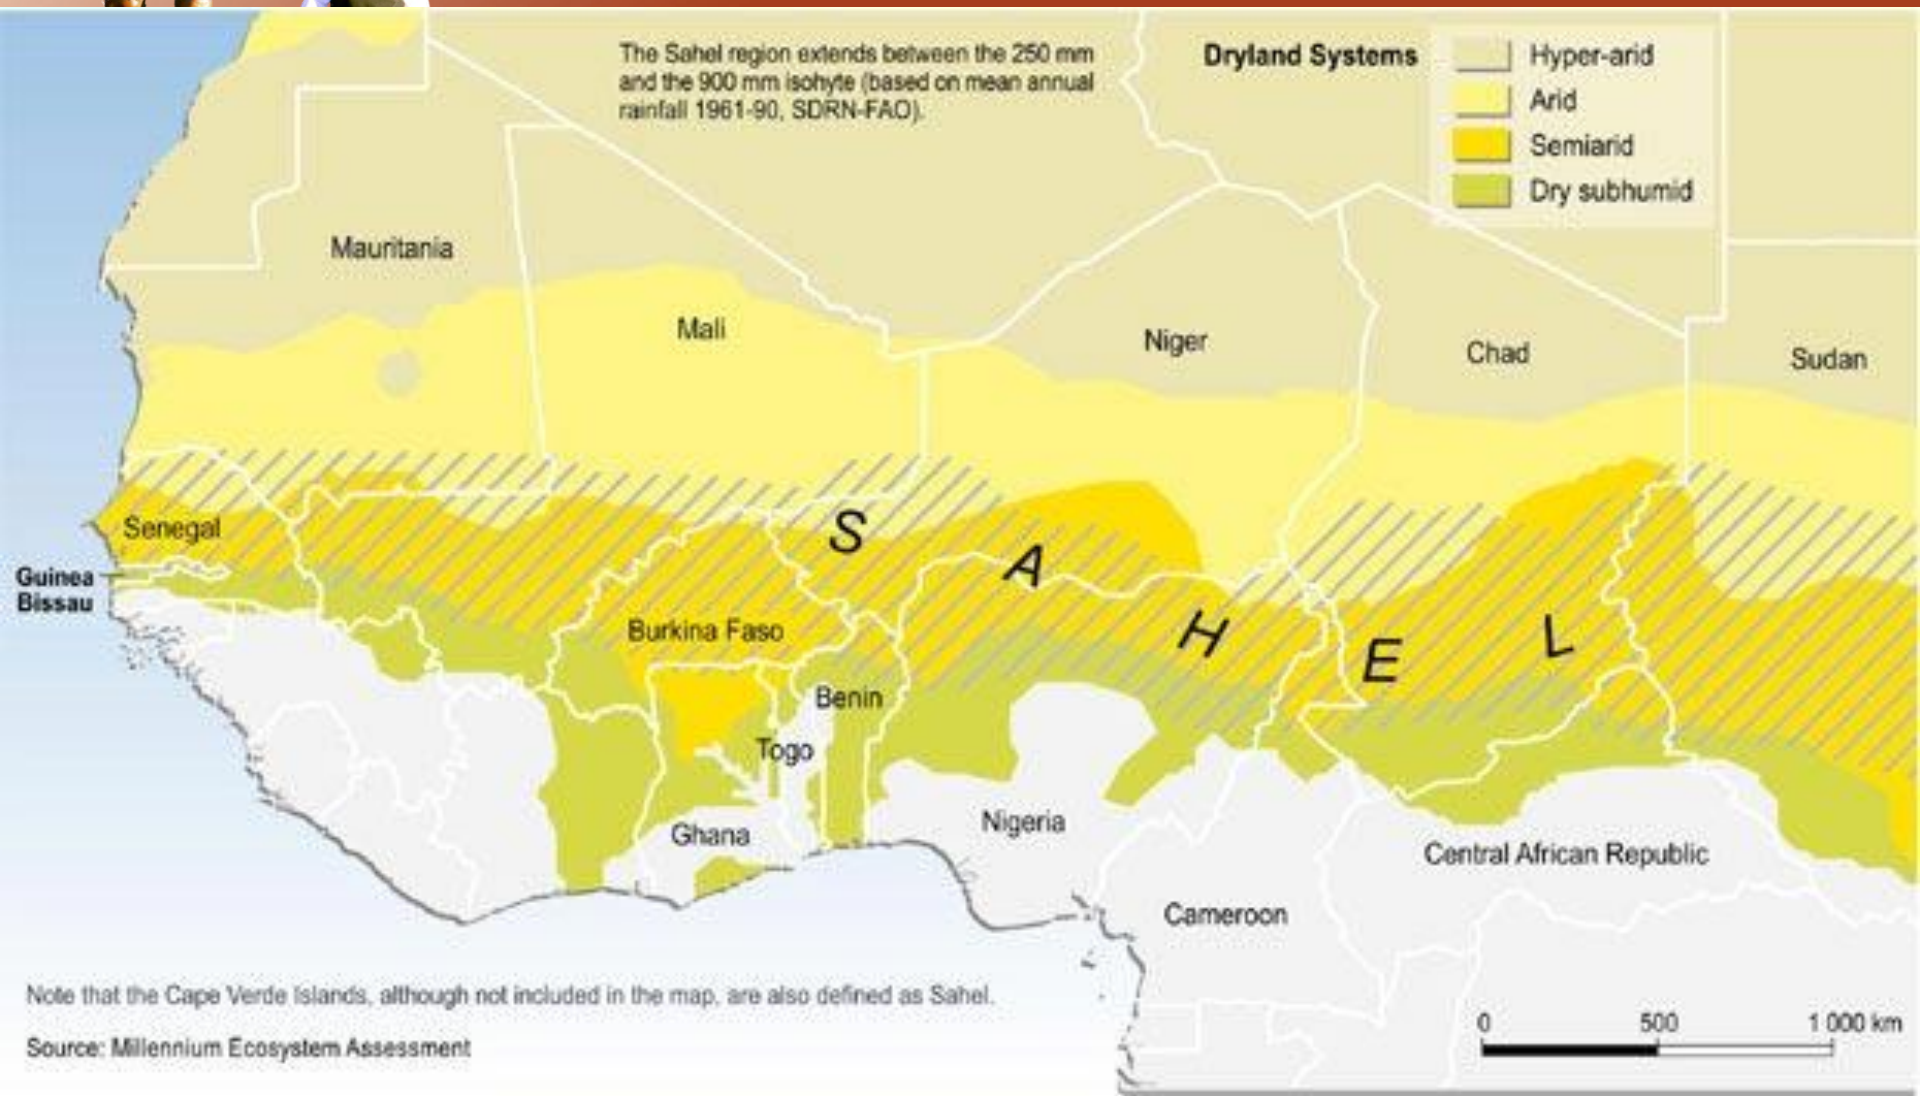 The Sahel region extends between the 250 mm
and the 900 mm isohyte (based on mean annual
rainfall 1961-90, SDRN-FAO).
Dryland Systems
Hyper-arid
Arid
Semiarid
Dry subhumid
Mauritania
Mali
Niger
Chad
Sudan
Senegal
Guinea
Bissau
SAHEL
Burkina Faso
Benin
Togo
Ghana
Nigeria
Central African Republic
Cameroon
Note that the Cape Verde Islands, although not included in the map, are also defined as Sahel.
Source: Millennium Ecosystem Assessment
0 500 1 000 km